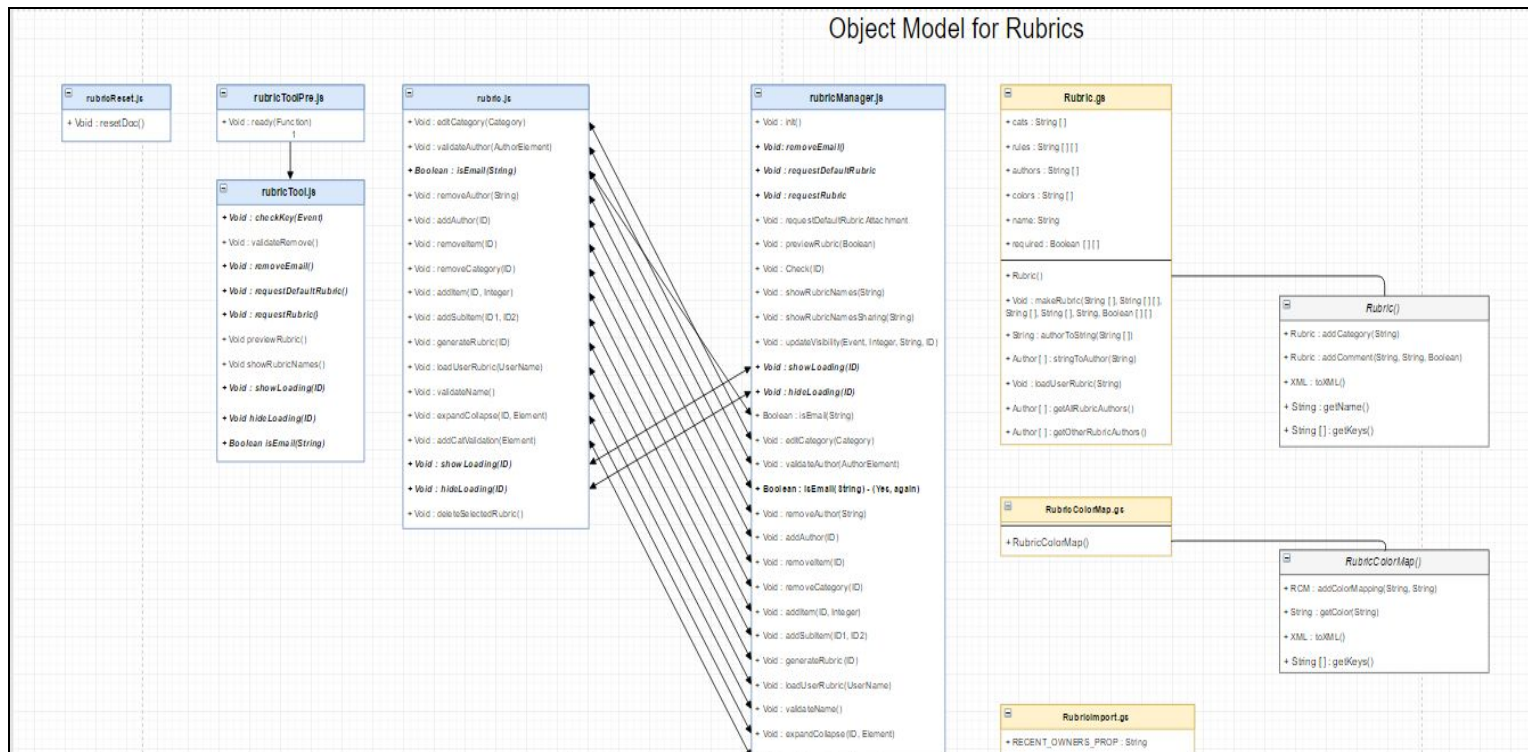 Object Model for Rubrics
rubricReset.js
+ Void : resetDoc()
rubricToolPre.js
+ Void : ready(Function)
1
rubricTool.js
+ Void : checkKey(Event)
+ Void : validateRemove()
+ Void : removeEmail()
+ Void : requestDefaultRubric()
+ Void : requestRubric()
+ Void previewRubric()
+ Void showRubricNames()
+ Void : showLoading(ID)
+ Void hideLoading(ID)
+ Boolean isEmail(String)
rubric.js
+ Void : editCategory(Category)
+ Void : validateAuthor(AuthorElement)
+ Boolean : isEmail(String)
+ Void : removeAuthor(String)
+ Void : addAuthor(ID)
+ Void : removeItem(ID)
+ Void : removeCategory(ID)
+ Void : addItem(ID, Integer)
+ Void : addSubItem(ID1, ID2)
+ Void : generateRubric(ID)
+ Void : loadUserRubric(UserName)
+ Void : validateName()
+ Void : expandCollapse(ID, Element)
+ Void : addCatValidation(Element)
+ Void : showLoading(ID)
+ Void : hideLoading(ID)
+ Void : deleteSelectedRubric()
rubricManager.js
+ Void : init()
+ Void : removeEmail()
+ Void : requestDefaultRubric
+ Void : requestRubric
+ Void : requestDefaultRubricAttachment
+ Void : previewRubric(Boolean)
+ Void : Check(ID)
+ Void : showRubricNames(String)
+ Void : showRubricNamesSharing(String)
+ Void : updateVisibility(Event, Integer, String, ID)
+ Void : showLoading(ID)
+ Void : hideLoading(ID)
+ Boolean : isEmail(String)
+ Void : editCategory(Category)
+ Void : validateAuthor(AuthorElement)
+ Boolean : isEmail(String) - (Yes, again)
+ Void : removeAuthor(String)
+ Void : addAuthor(ID)
+ Void : removeItem(ID)
+ Void : removeCategory(ID)
+ Void : addItem(ID, Integer)
+ Void : addSubItem(ID1, ID2)
+ Void : generateRubric(ID)
+ Void : loadUserRubric(UserName)
+ Void : validateName()
+ Void : expandCollapse(ID, Element)
Rubric.gs
+ cats : String [ ]
+ rules : String [ ] [ ]
+ authors : String [ ]
+ colors : String [ ]
+ name: String
+ required : Boolean [ ] [ ]
+ Rubric()
+ Void : makeRubric(String [ ], String [ ] [ ],
String [ ], String [ ], String, Boolean [ ] [ ]
+ String : authorToString(String [ ])
+ Author [ ] : stringToAuthor(String)
+ Void : loadUserRubric(String)
+ Author [ ] : getAllRubricAuthors()
+ Author [ ] : getOtherRubricAuthors()
Rubric()
+ Rubric : addCategory(String)
+ Rubric : addComment(String, String, Boolean)
+ XML : toXML()
+ String : getName()
+ String [ ] : getKeys()
RubricColorMap.gs
+ RubricColorMap()
RubricColorMap()
+ RCM : addColorMapping(String, String)
+ String : getColor(String)
+ XML : toXML()
+ String [ ] : getKeys()
RubricImport.gs
+ RECENT_OWNERS_PROP : String